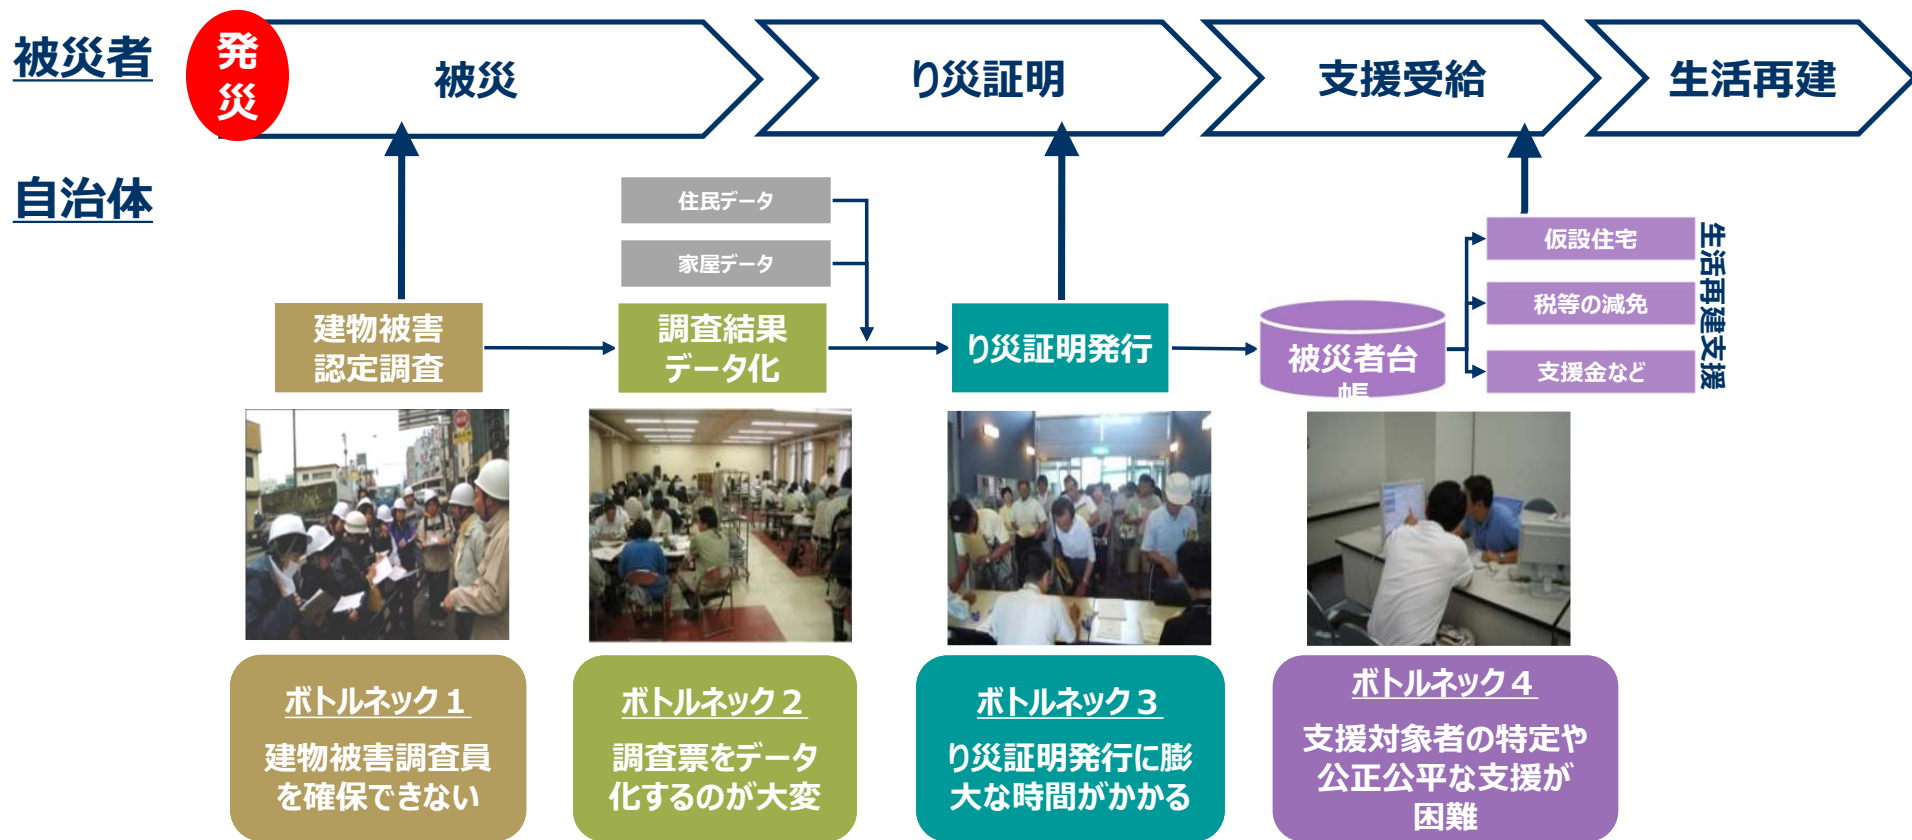 被災者
発
災
被災
り災証明
支援受給
生活再建
自治体
住民データ
家屋データ
建物被害
認定調査
調査結果
データ化
り災証明発行
被災者台
帳
仮設住宅
税等の減免
支援金など
生活再建支援
ボトルネック１
建物被害調査員
を確保できない
ボトルネック２
調査票をデータ
化するのが大変
ボトルネック３
り災証明発行に膨
大な時間がかかる
ボトルネック４
支援対象者の特定や
公正公平な支援が
困難